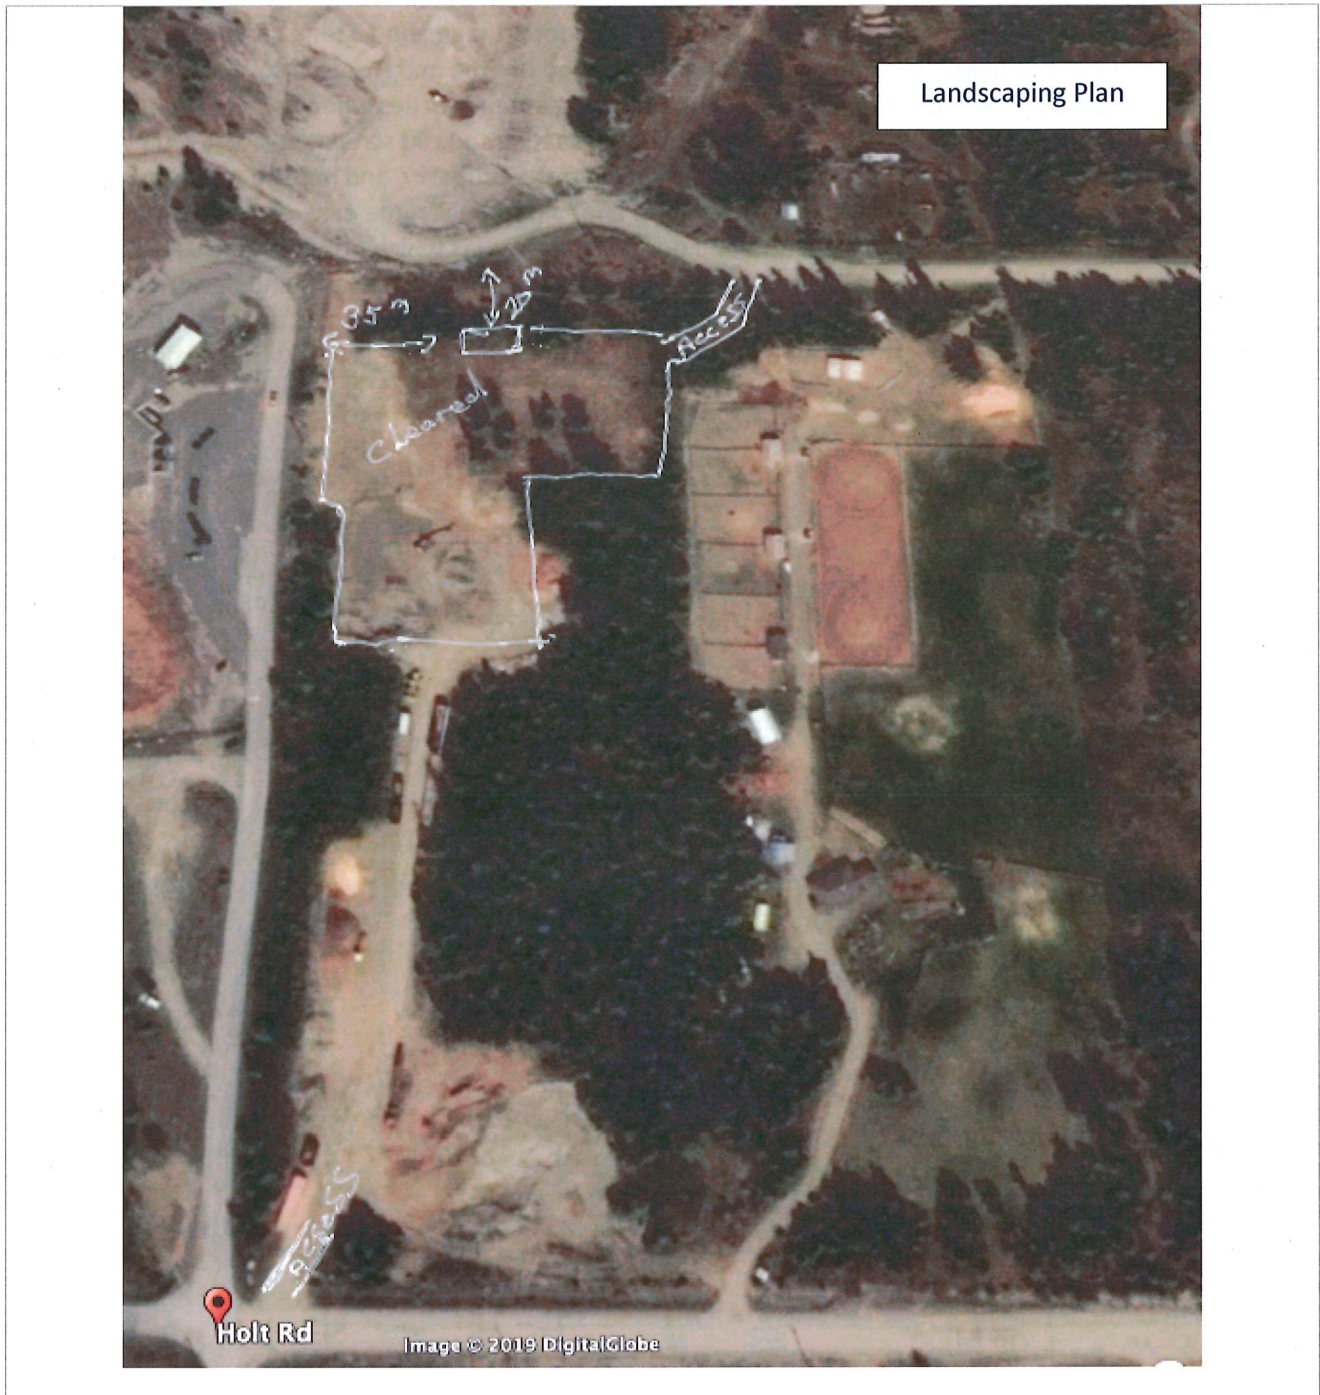 Landscaping Plan
35 m
20 m
Access
Cleared
Access
Holt Rd
Image © 2019 DigitalGlobe